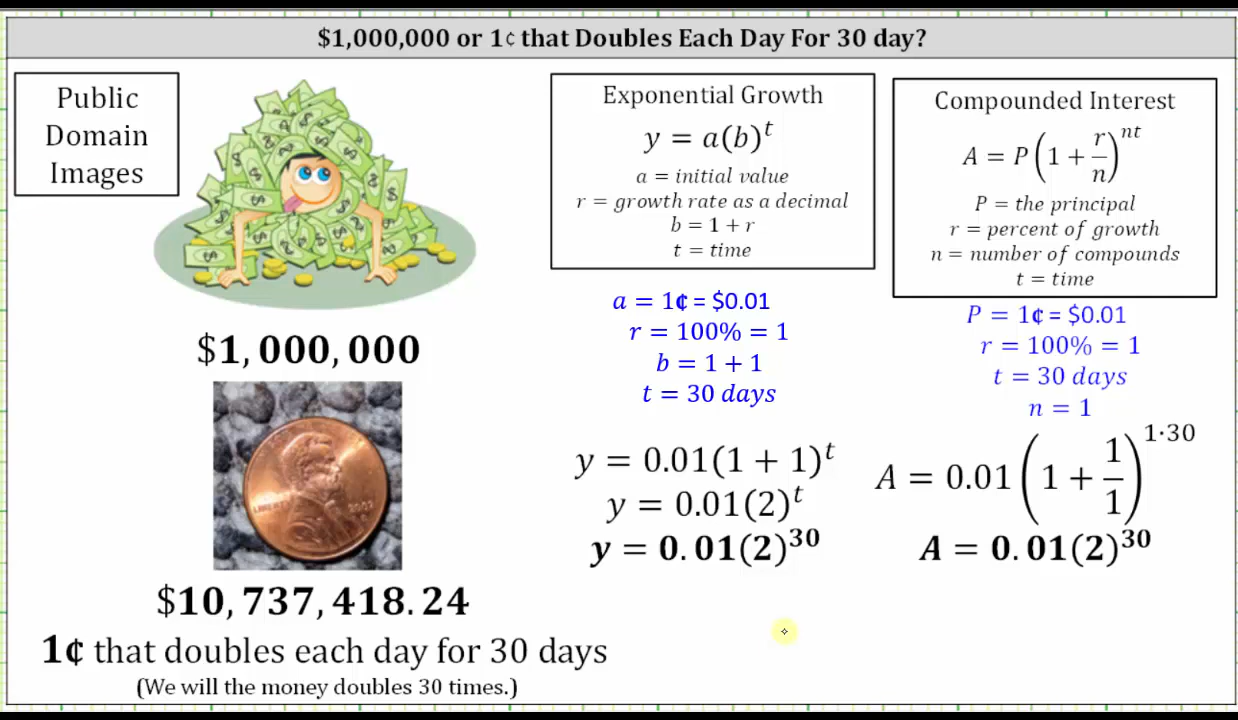 $1,000,000 or 1¢ that Doubles Each Day For 30 day?
Public
Domain
Images
$1,000,000
$10,737,418.24
1¢ that doubles each day for 30 days
(We will the money doubles 30 times.)
Exponential Growth
y = a(b)^t
a = initial value
r = growth rate as a decimal
b = 1 + r
t = time
a = 1¢ = $0.01
r = 100% = 1
b = 1 + 1
t = 30 days
y = 0.01(1 + 1)^t
y = 0.01(2)^t
y = 0.01(2)^30
Compounded Interest
A = P(1 + r/n)^nt
P = the principal
r = percent of growth
n = number of compounds
t = time
P = 1¢ = $0.01
r = 100% = 1
t = 30 days
n = 1
A = 0.01(1 + 1/1)^1·30
A = 0.01(2)^30